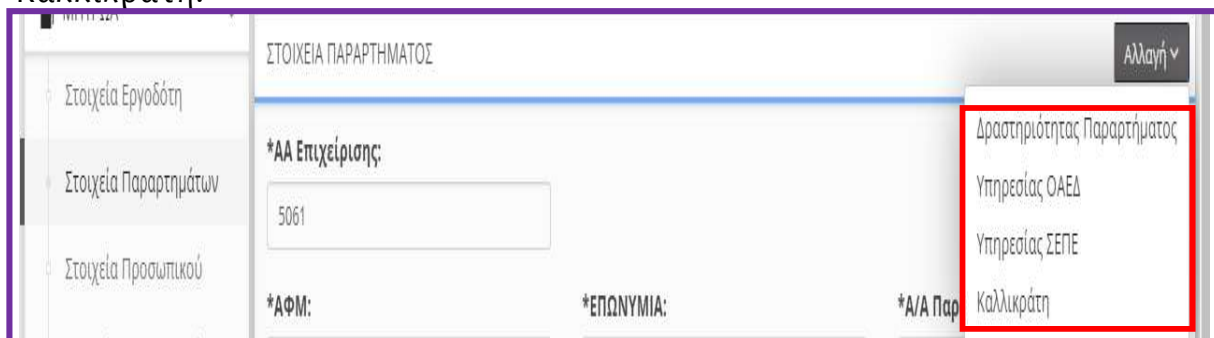 Καλλικράτη.
ΜΗΤΡΩΑ
Στοιχεία Εργοδότη
Στοιχεία Παραρτημάτων
Στοιχεία Προσωπικού
ΣΤΟΙΧΕΙΑ ΠΑΡΑΡΤΗΜΑΤΟΣ
Αλλαγή
Δραστηριότητας Παραρτήματος
Υπηρεσίας ΟΑΕΔ
Υπηρεσίας ΣΕΠΕ
Καλλικράτη
*ΑΑ Επιχείρισης:
5061
*ΑΦΜ:
*ΕΠΩΝΥΜΙΑ:
*Α/Α Παρ